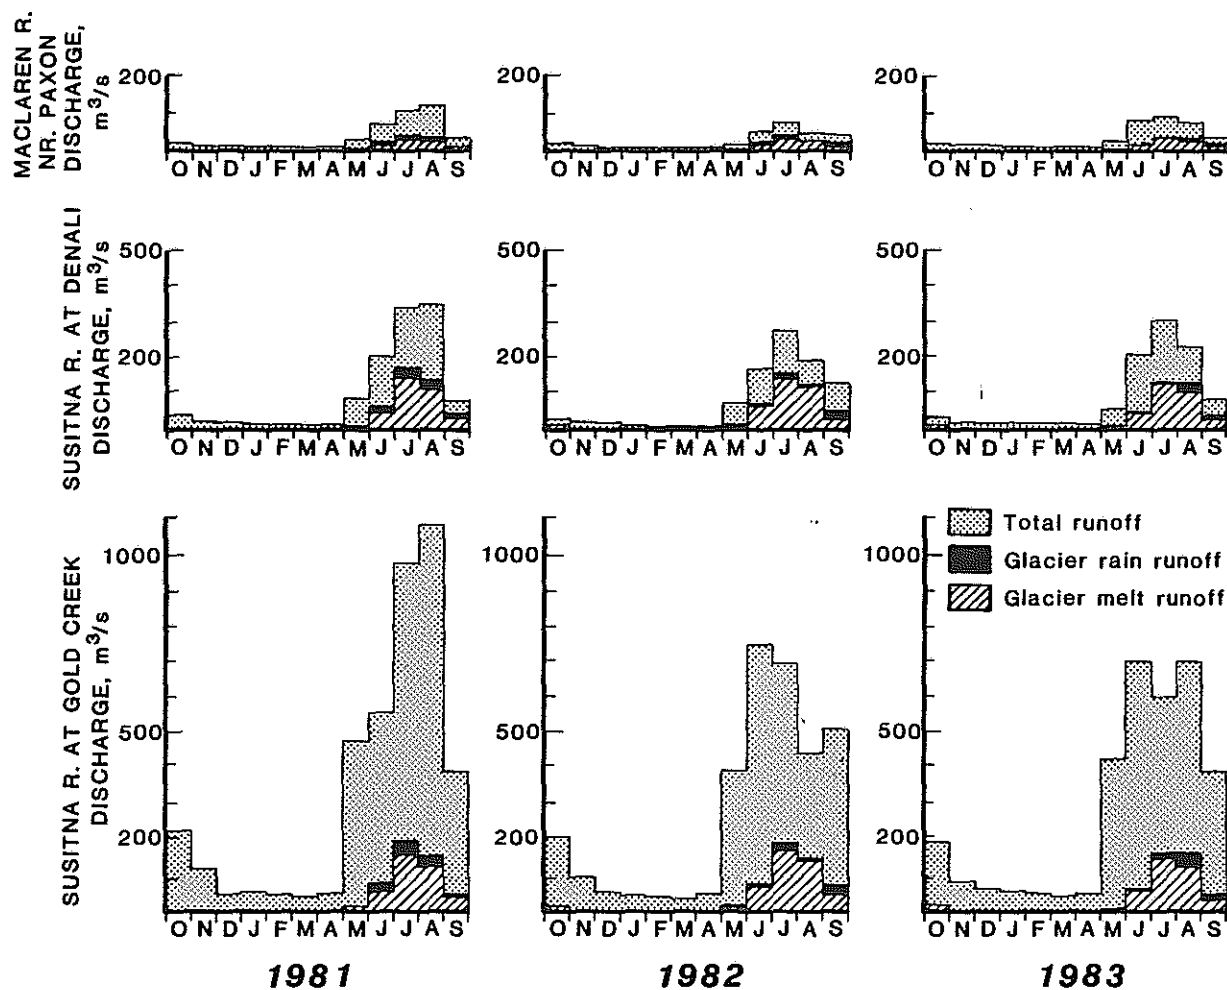 MACLAREN R.
NR. PAXON
DISCHARGE,
m³/s
200
200
200
O N D J F M A M J J A S
O N D J F M A M J J A S
O N D J F M A M J J A S
SUSITNA R. AT DENALI
DISCHARGE, m³/s
500
200
500
200
500
200
O N D J F M A M J J A S
O N D J F M A M J J A S
O N D J F M A M J J A S
SUSITNA R. AT GOLD CREEK
DISCHARGE, m³/s
1000
500
200
1000
500
200
1000
500
200
Total runoff
Glacier rain runoff
Glacier melt runoff
O N D J F M A M J J A S
O N D J F M A M J J A S
O N D J F M A M J J A S
1981
1982
1983